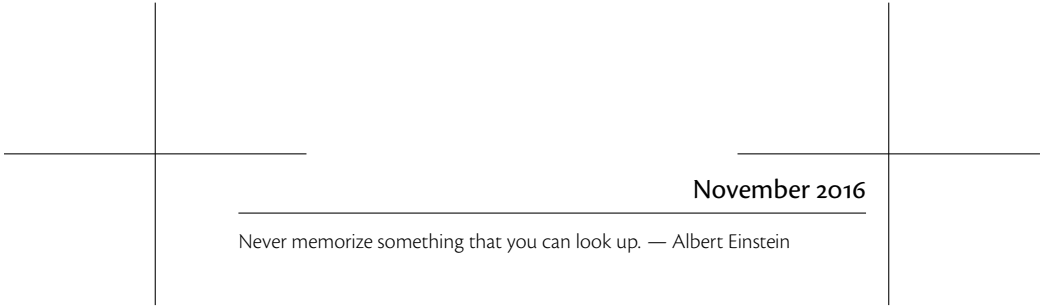 November 2016
Never memorize something that you can look up. — Albert Einstein